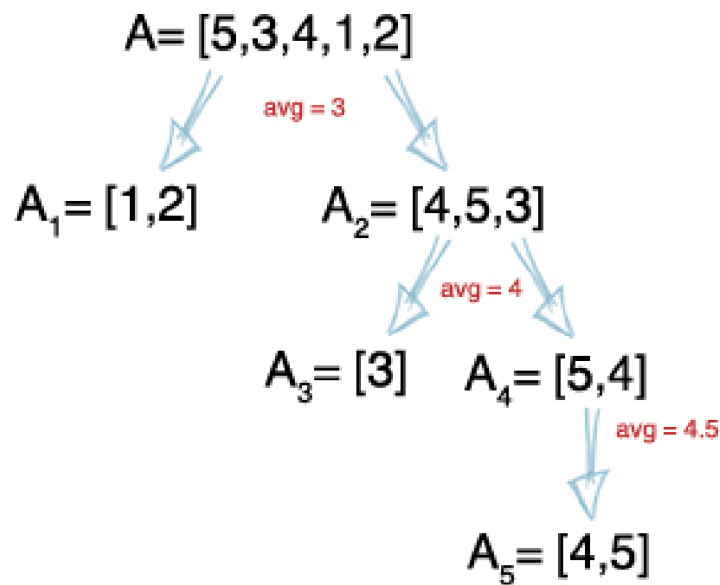 A= [5,3,4,1,2]
avg = 3
A1= [1,2]
A2= [4,5,3]
avg = 4
A3= [3]
A4= [5,4]
avg = 4.5
A5= [4,5]